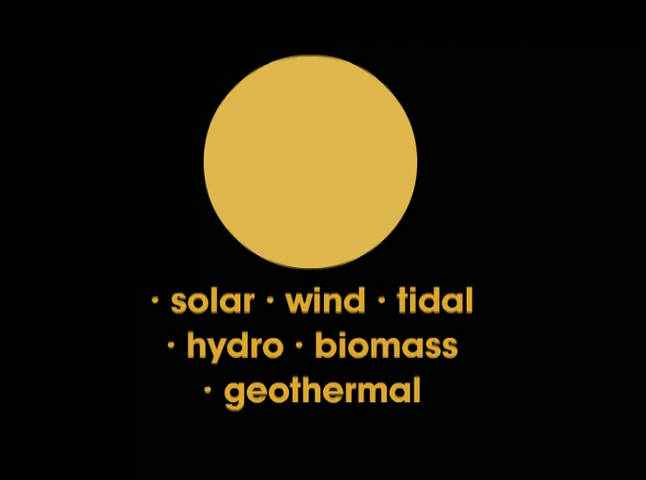 · solar · wind · tidal
· hydro · biomass
· geothermal